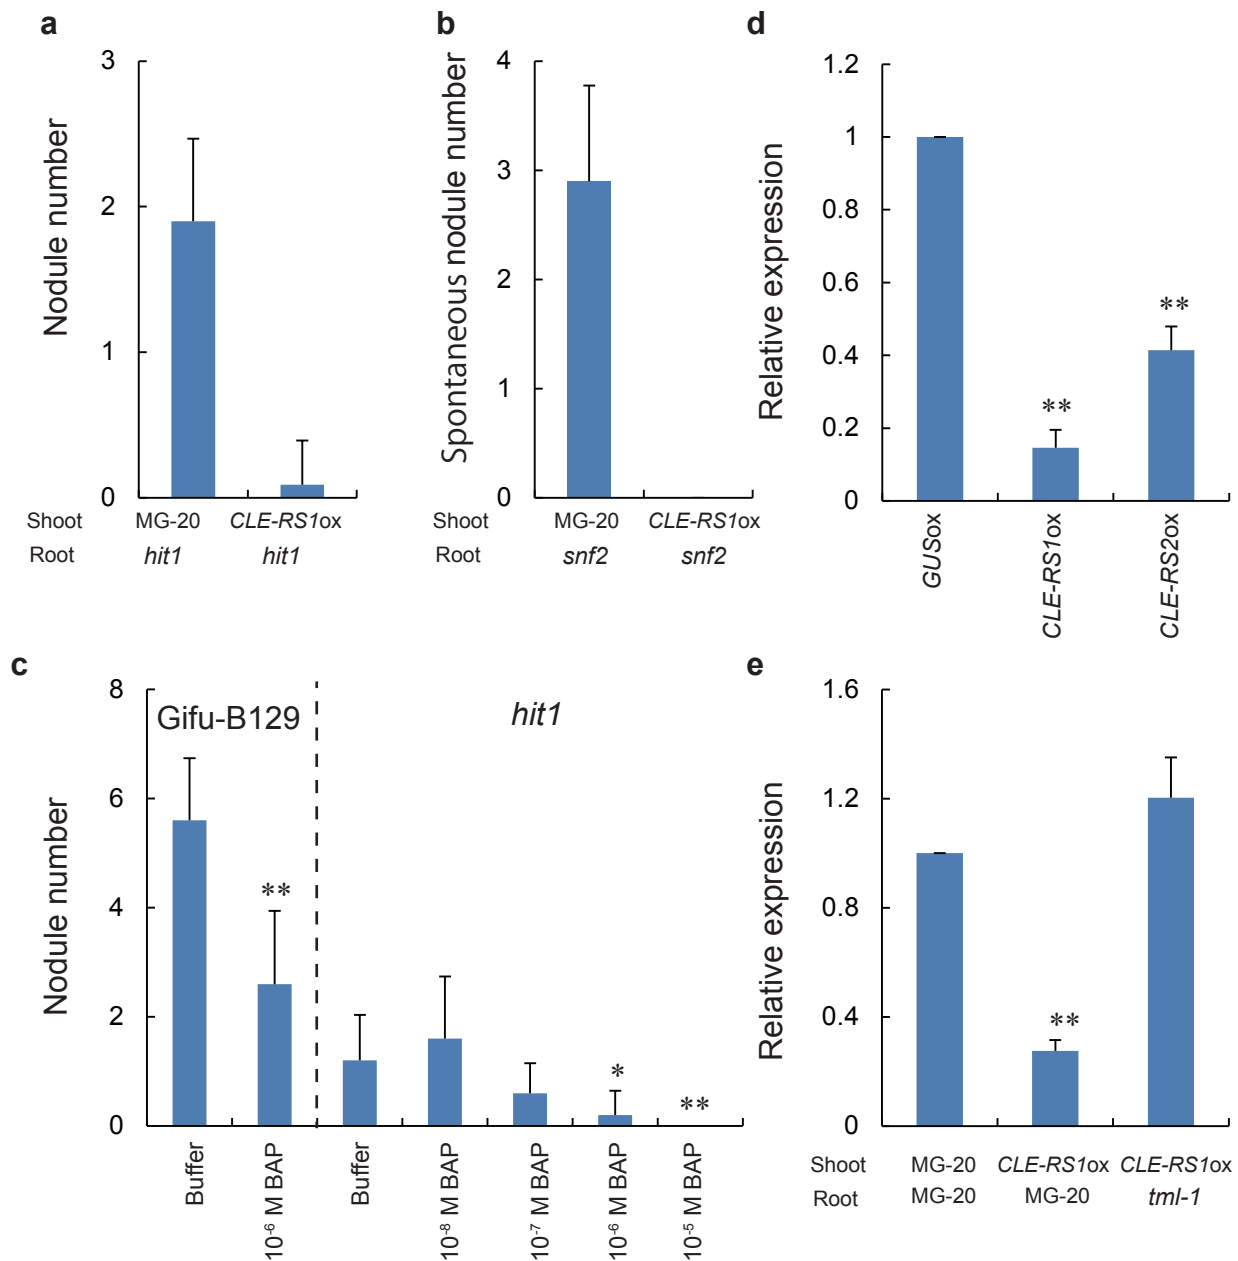 a
Nodule number
3
2
1
0
Shoot MG-20 CLE-RS1ox
Root hit1 hit1
b
Spontaneous nodule number
4
3
2
1
0
Shoot MG-20 CLE-RS1ox
Root snf2 snf2
d
Relative expression
1.2
1
0.8
0.6
0.4
0.2
0
**
**
GUSox
CLE-RS1ox
CLE-RS2ox
c
Nodule number
8
6
4
2
0
Gifu-B129
hit1
**
*
**
Buffer
10⁻⁶ M BAP
Buffer
10⁻⁸ M BAP
10⁻⁷ M BAP
10⁻⁶ M BAP
10⁻⁵ M BAP
e
Relative expression
1.6
1.2
0.8
0.4
0
**
Shoot MG-20 CLE-RS1ox CLE-RS1ox
Root MG-20 MG-20 tml-1